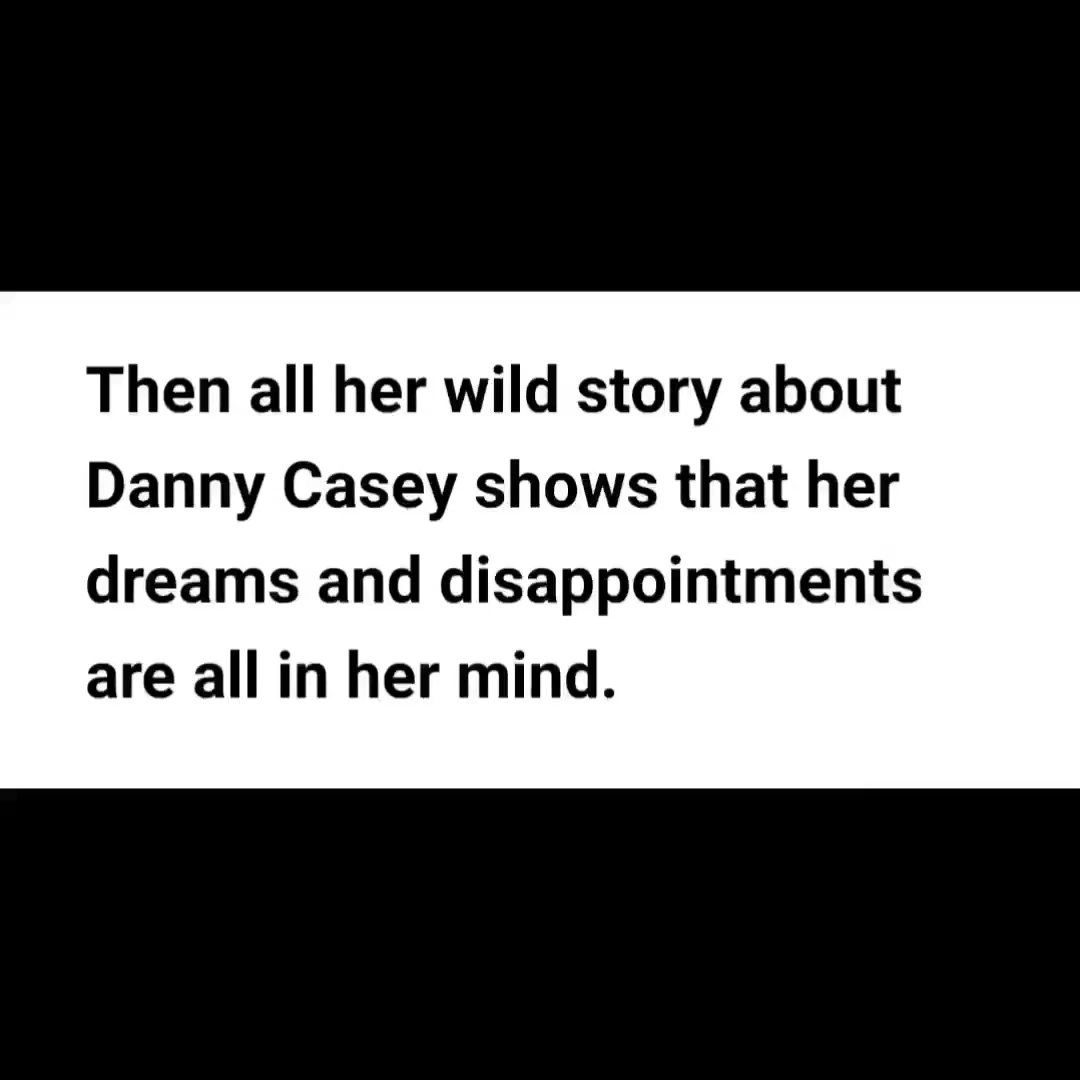 Then all her wild story about
Danny Casey shows that her
dreams and disappointments
are all in her mind.